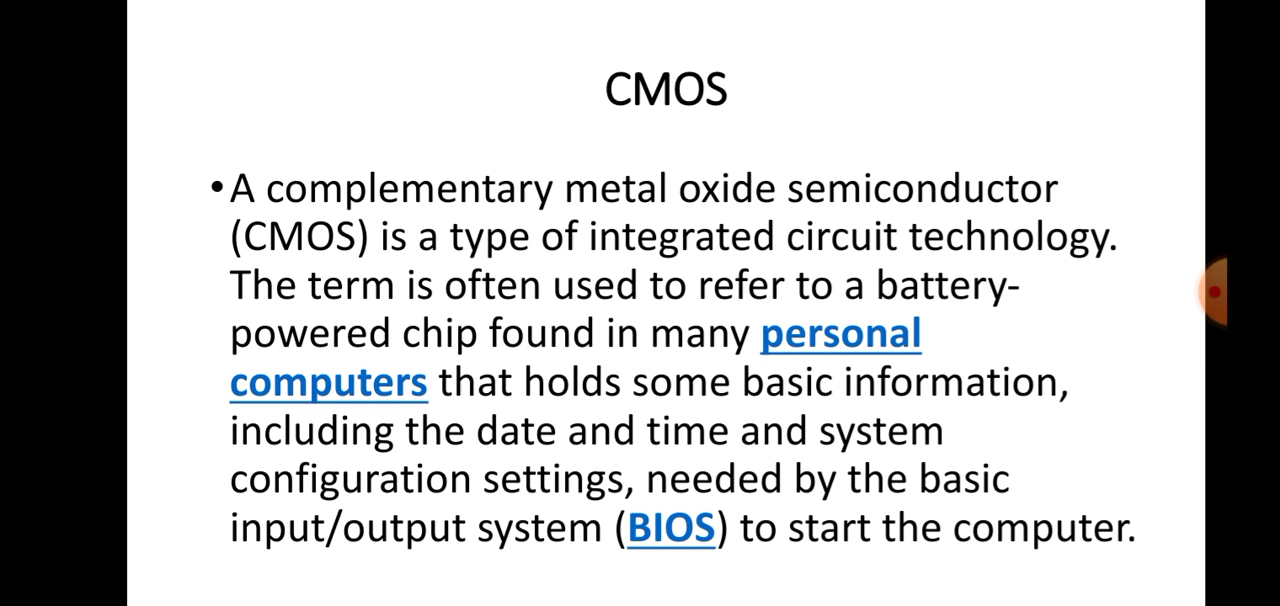 CMOS
•A complementary metal oxide semiconductor
(CMOS) is a type of integrated circuit technology.
The term is often used to refer to a battery-
powered chip found in many personal
computers that holds some basic information,
including the date and time and system
configuration settings, needed by the basic
input/output system (BIOS) to start the computer.